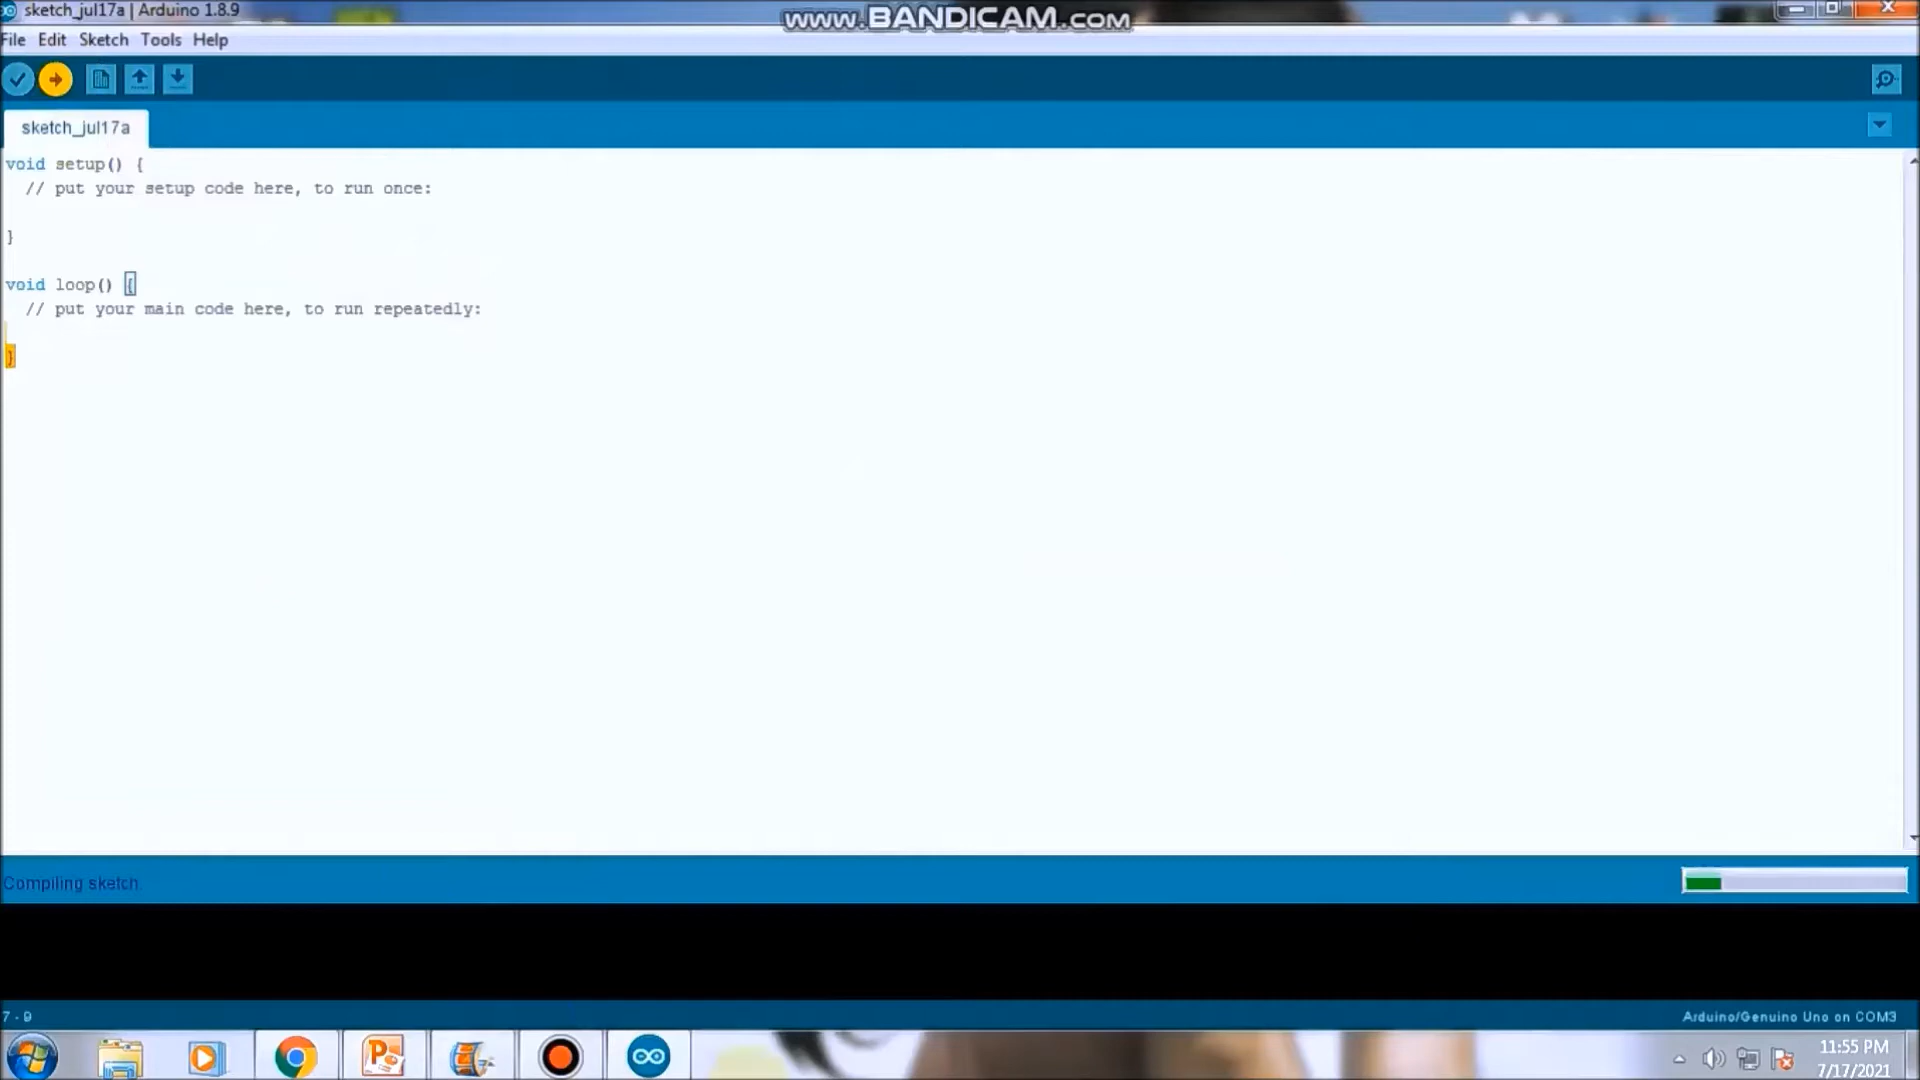 sketch_jul17a | Arduino 1.8.9
www.BANDICAM.com
File Edit Sketch Tools Help
sketch_jul17a
void setup() {
  // put your setup code here, to run once:
}
void loop() {
  // put your main code here, to run repeatedly:
}
Compiling sketch
7 - 9
Arduino/Genuino Uno on COM3
11:55 PM
7/17/2021